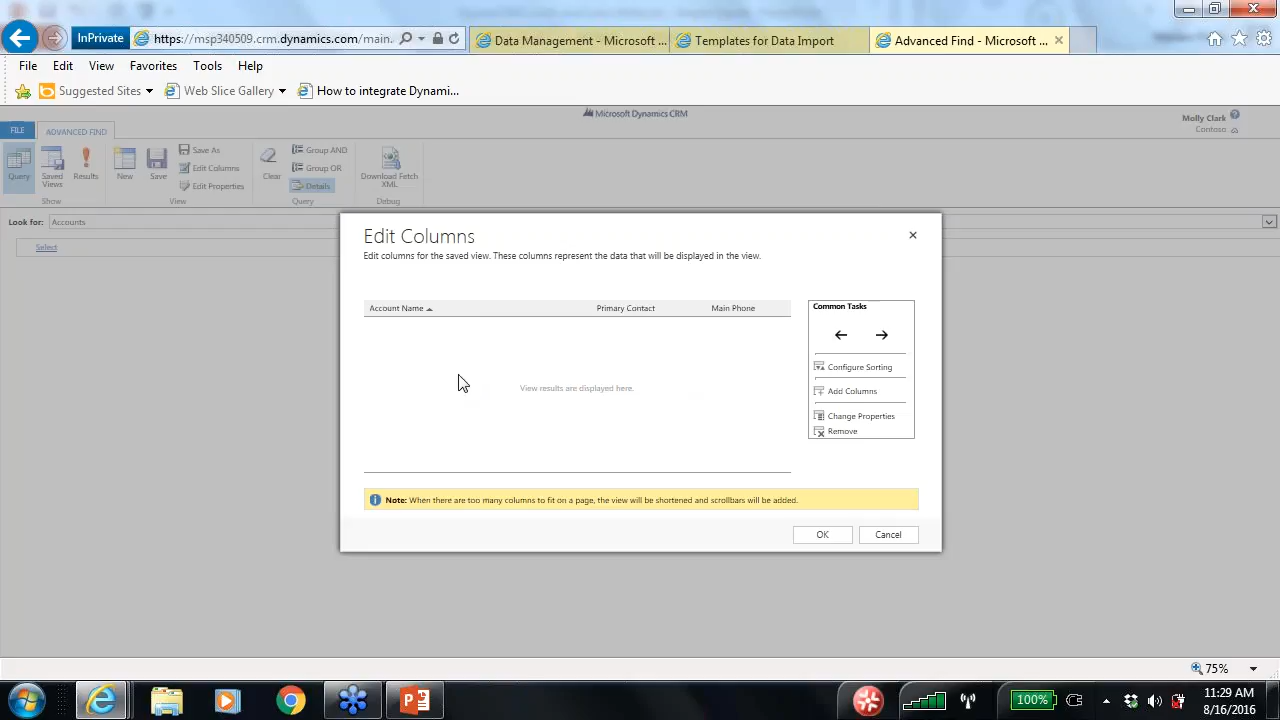 InPrivate
https://msp340509.crm.dynamics.com/main.
Data Management - Microsoft ...
Templates for Data Import
Advanced Find - Microsoft ...
File Edit View Favorites Tools Help
Suggested Sites
Web Slice Gallery
How to integrate Dynami...
Microsoft Dynamics CRM
Molly Clark
Contoso
FILE
ADVANCED FIND
Query
Saved Views
Results
Show
New
Save
Save As
Edit Columns
Edit Properties
View
Clear
Group AND
Group OR
Details
Query
Download Fetch XML
Debug
Look for: Accounts
Select
Edit Columns
Edit columns for the saved view. These columns represent the data that will be displayed in the view.
Account Name
Primary Contact
Main Phone
View results are displayed here.
Common Tasks
Configure Sorting
Add Columns
Change Properties
Remove
Note: When there are too many columns to fit on a page, the view will be shortened and scrollbars will be added.
OK
Cancel
75%
100%
11:29 AM
8/16/2016